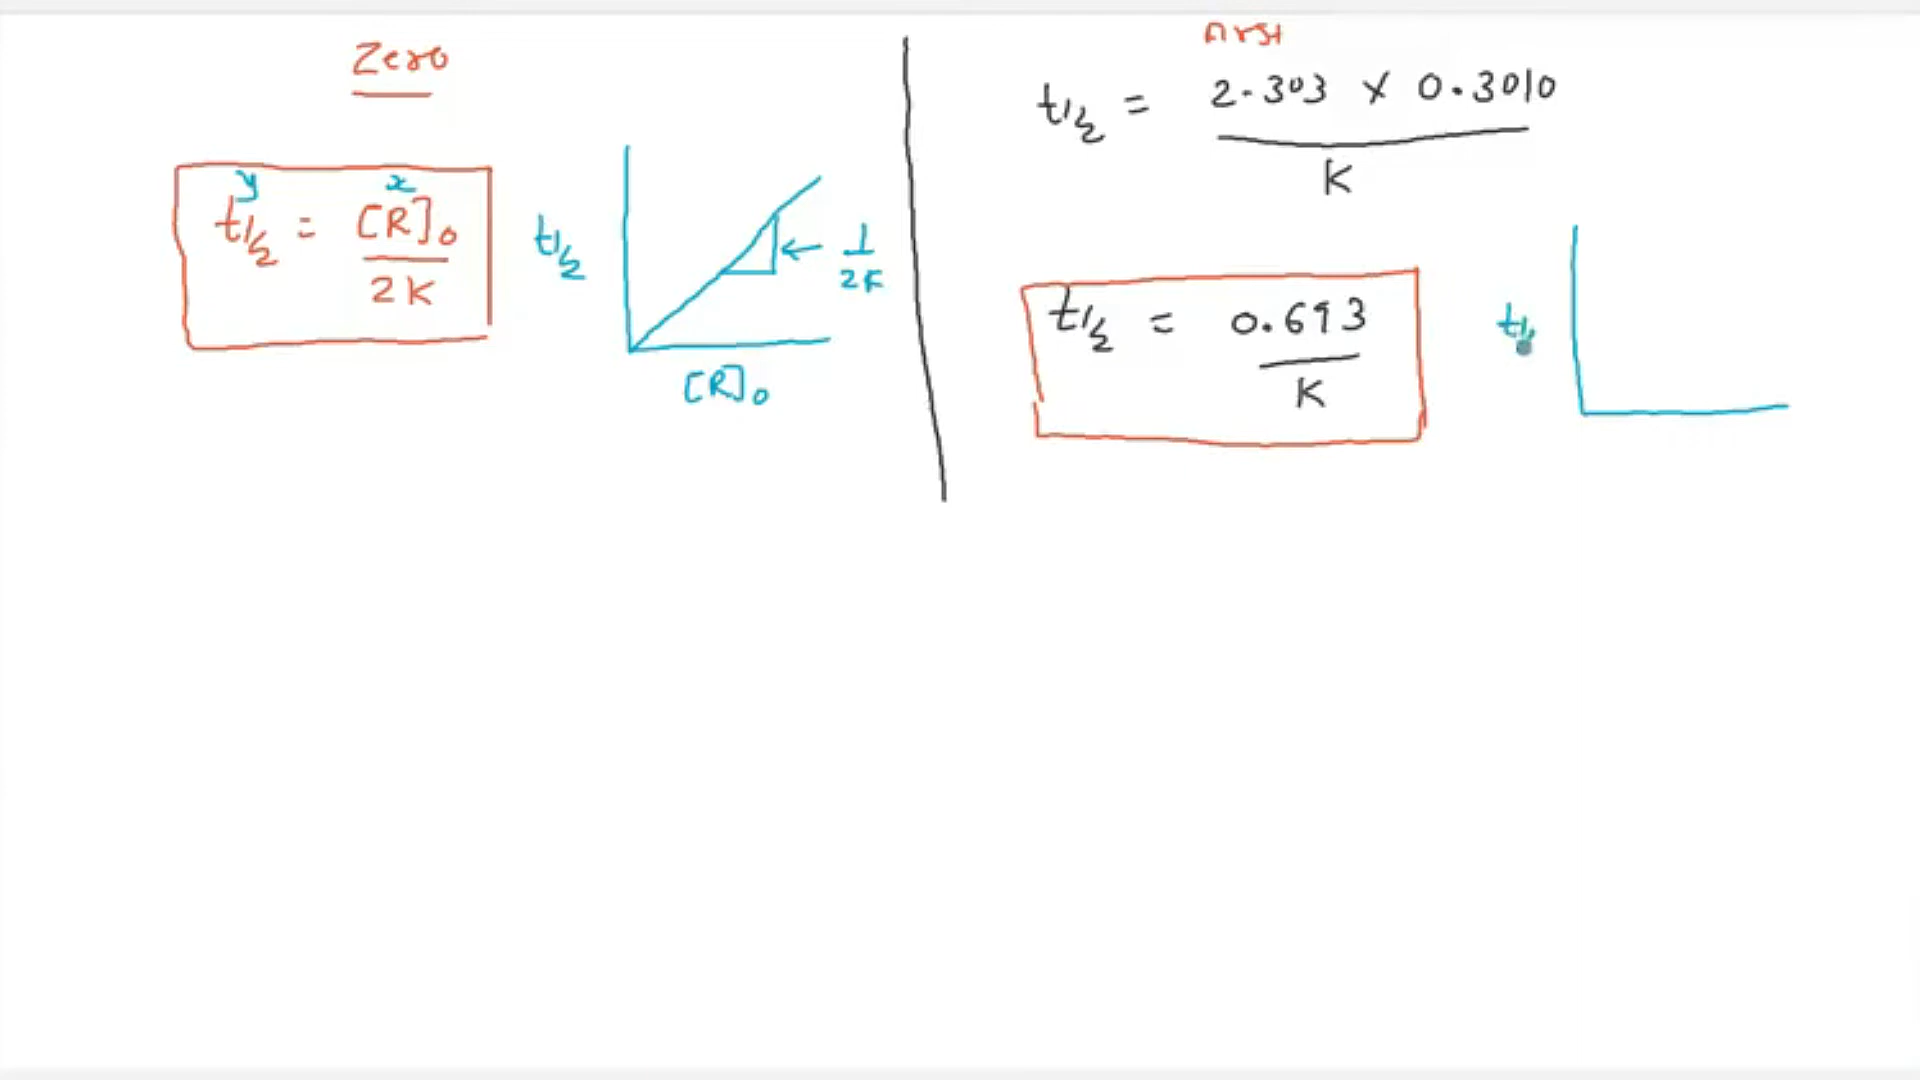 Zero
y x
t1/2 = [R]0 / 2K
t1/2
1/2K
[R]0
first
t1/2 = 2.303 × 0.3010 / K
t1/2 = 0.693 / K
t1/